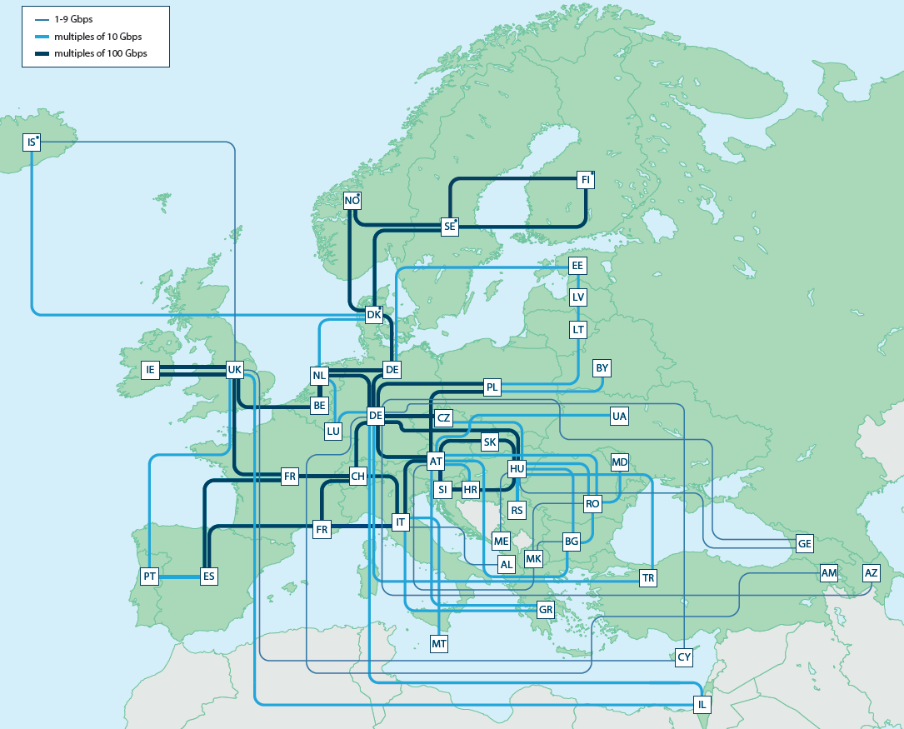 1-9 Gbps
multiples of 10 Gbps
multiples of 100 Gbps
IS*
FI*
NO*
SE*
EE
LV
DK*
LT
IE
UK
DE
BY
NL
PL
BE
DE
CZ
UA
LU
SK
AT
MD
HU
FR
CH
SI
HR
RO
RS
IT
FR
ME
BG
GE
MK
AL
PT
ES
TR
AM
AZ
GR
MT
CY
IL